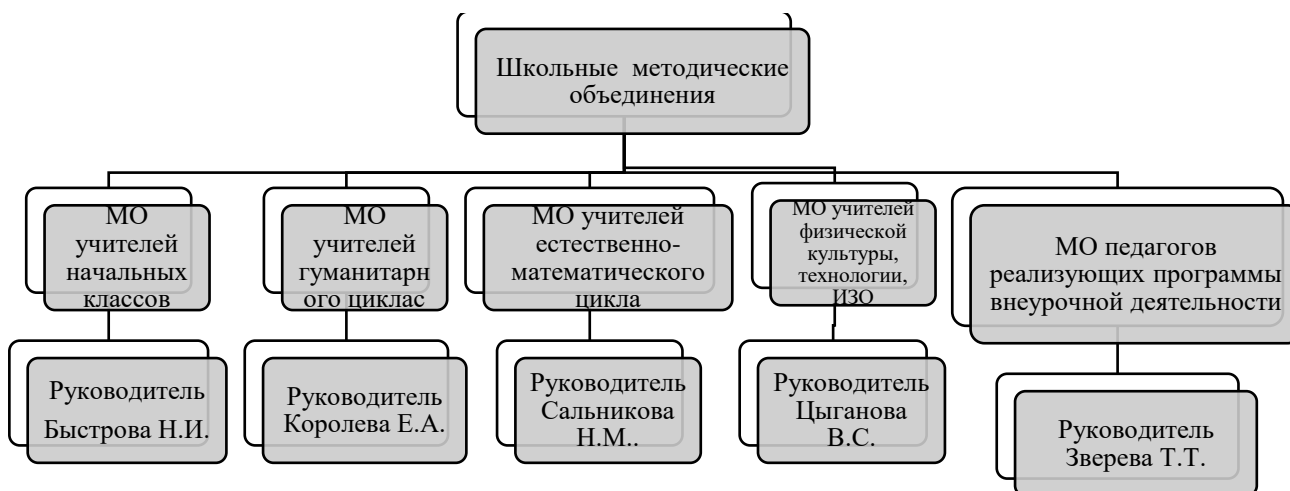 Школьные методические
объединения
МО
учителей
начальных
классов
МО
учителей
гуманитарн
ого цикласс
МО учителей
естественно-
математического
цикла
МО учителей
физической
культуры,
технологии,
ИЗО
МО педагогов
реализующих программы
внеурочной деятельности
Руководитель
Быстрова Н.И.
Руководитель
Королева Е.А.
Руководитель
Сальникова
Н.М..
Руководитель
Цыганова
В.С.
Руководитель
Зверева Т.Т.